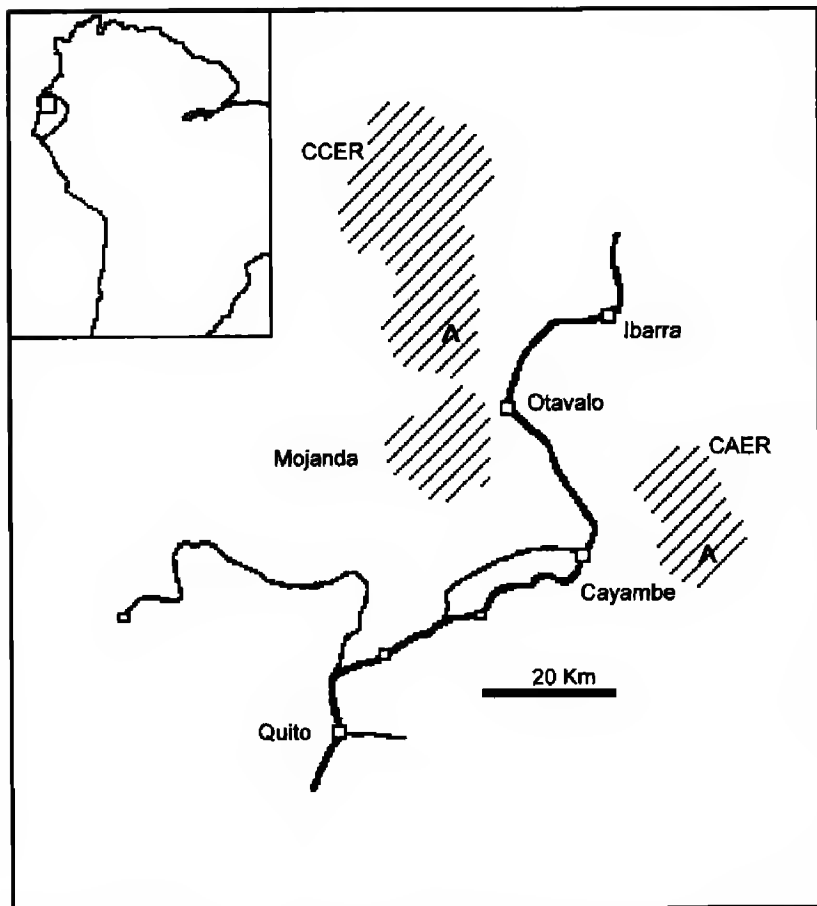 CCER
A
Ibarra
Otavalo
CAER
Mojanda
A
Cayambe
20 Km
Quito